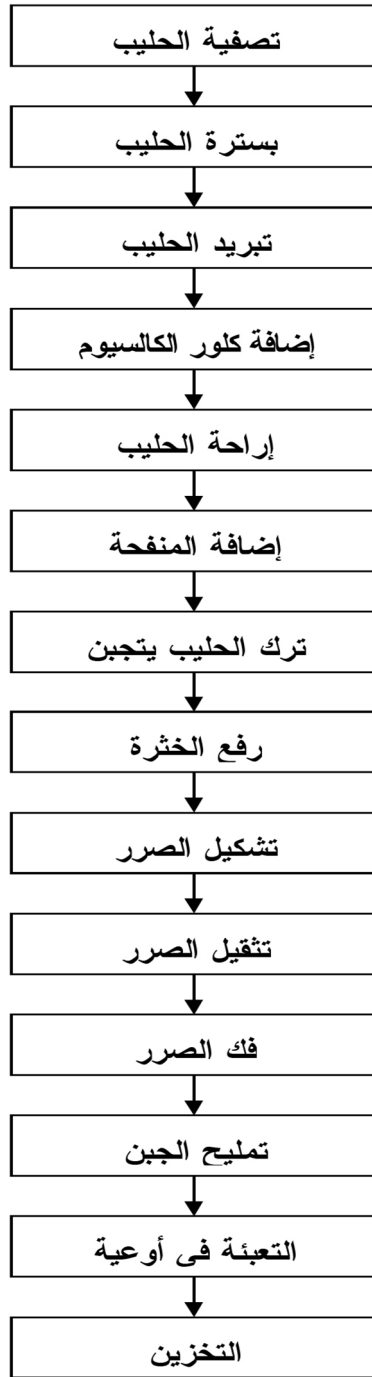 تصفية الحليب
بسترة الحليب
تبريد الحليب
إضافة كلور الكالسيوم
إراحة الحليب
إضافة المنفحة
ترك الحليب يتجبن
رفع الخثرة
تشكيل الصرر
تثقيل الصرر
فك الصرر
تمليح الجبن
التعبئة فى أوعية
التخزين